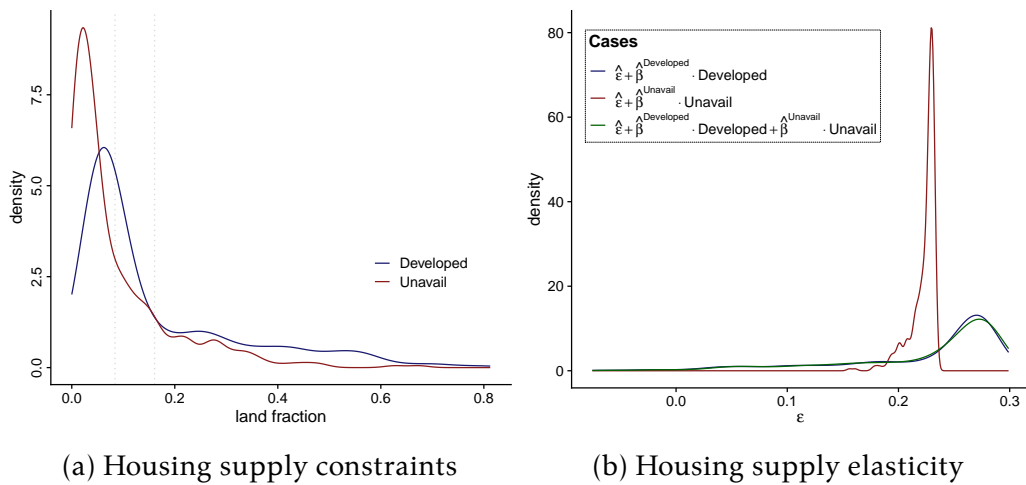 density
0.0
2.5
5.0
7.5
0.0
0.2
0.4
0.6
0.8
land fraction
Developed
Unavail
(a) Housing supply constraints
density
0
20
40
60
80
Cases
ε̂ + β̂^Developed · Developed
ε̂ + β̂^Unavail · Unavail
ε̂ + β̂^Developed · Developed + β̂^Unavail · Unavail
0.0
0.1
0.2
0.3
ε
(b) Housing supply elasticity